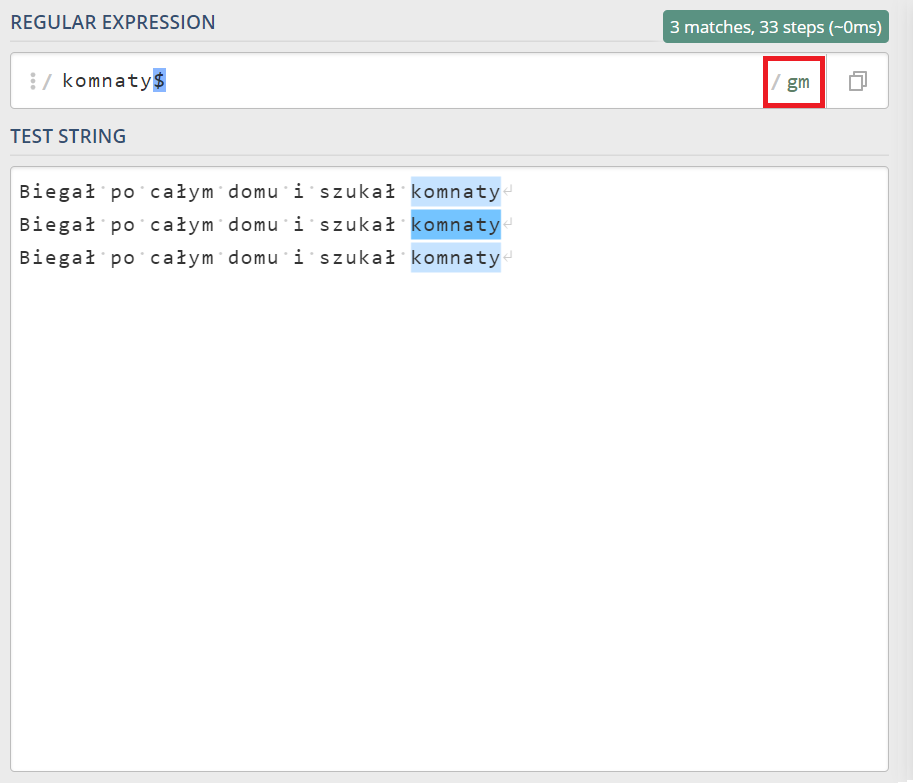 REGULAR EXPRESSION
3 matches, 33 steps (~0ms)
/ komnaty$ / gm
TEST STRING
Biegał po całym domu i szukał komnaty
Biegał po całym domu i szukał komnaty
Biegał po całym domu i szukał komnaty